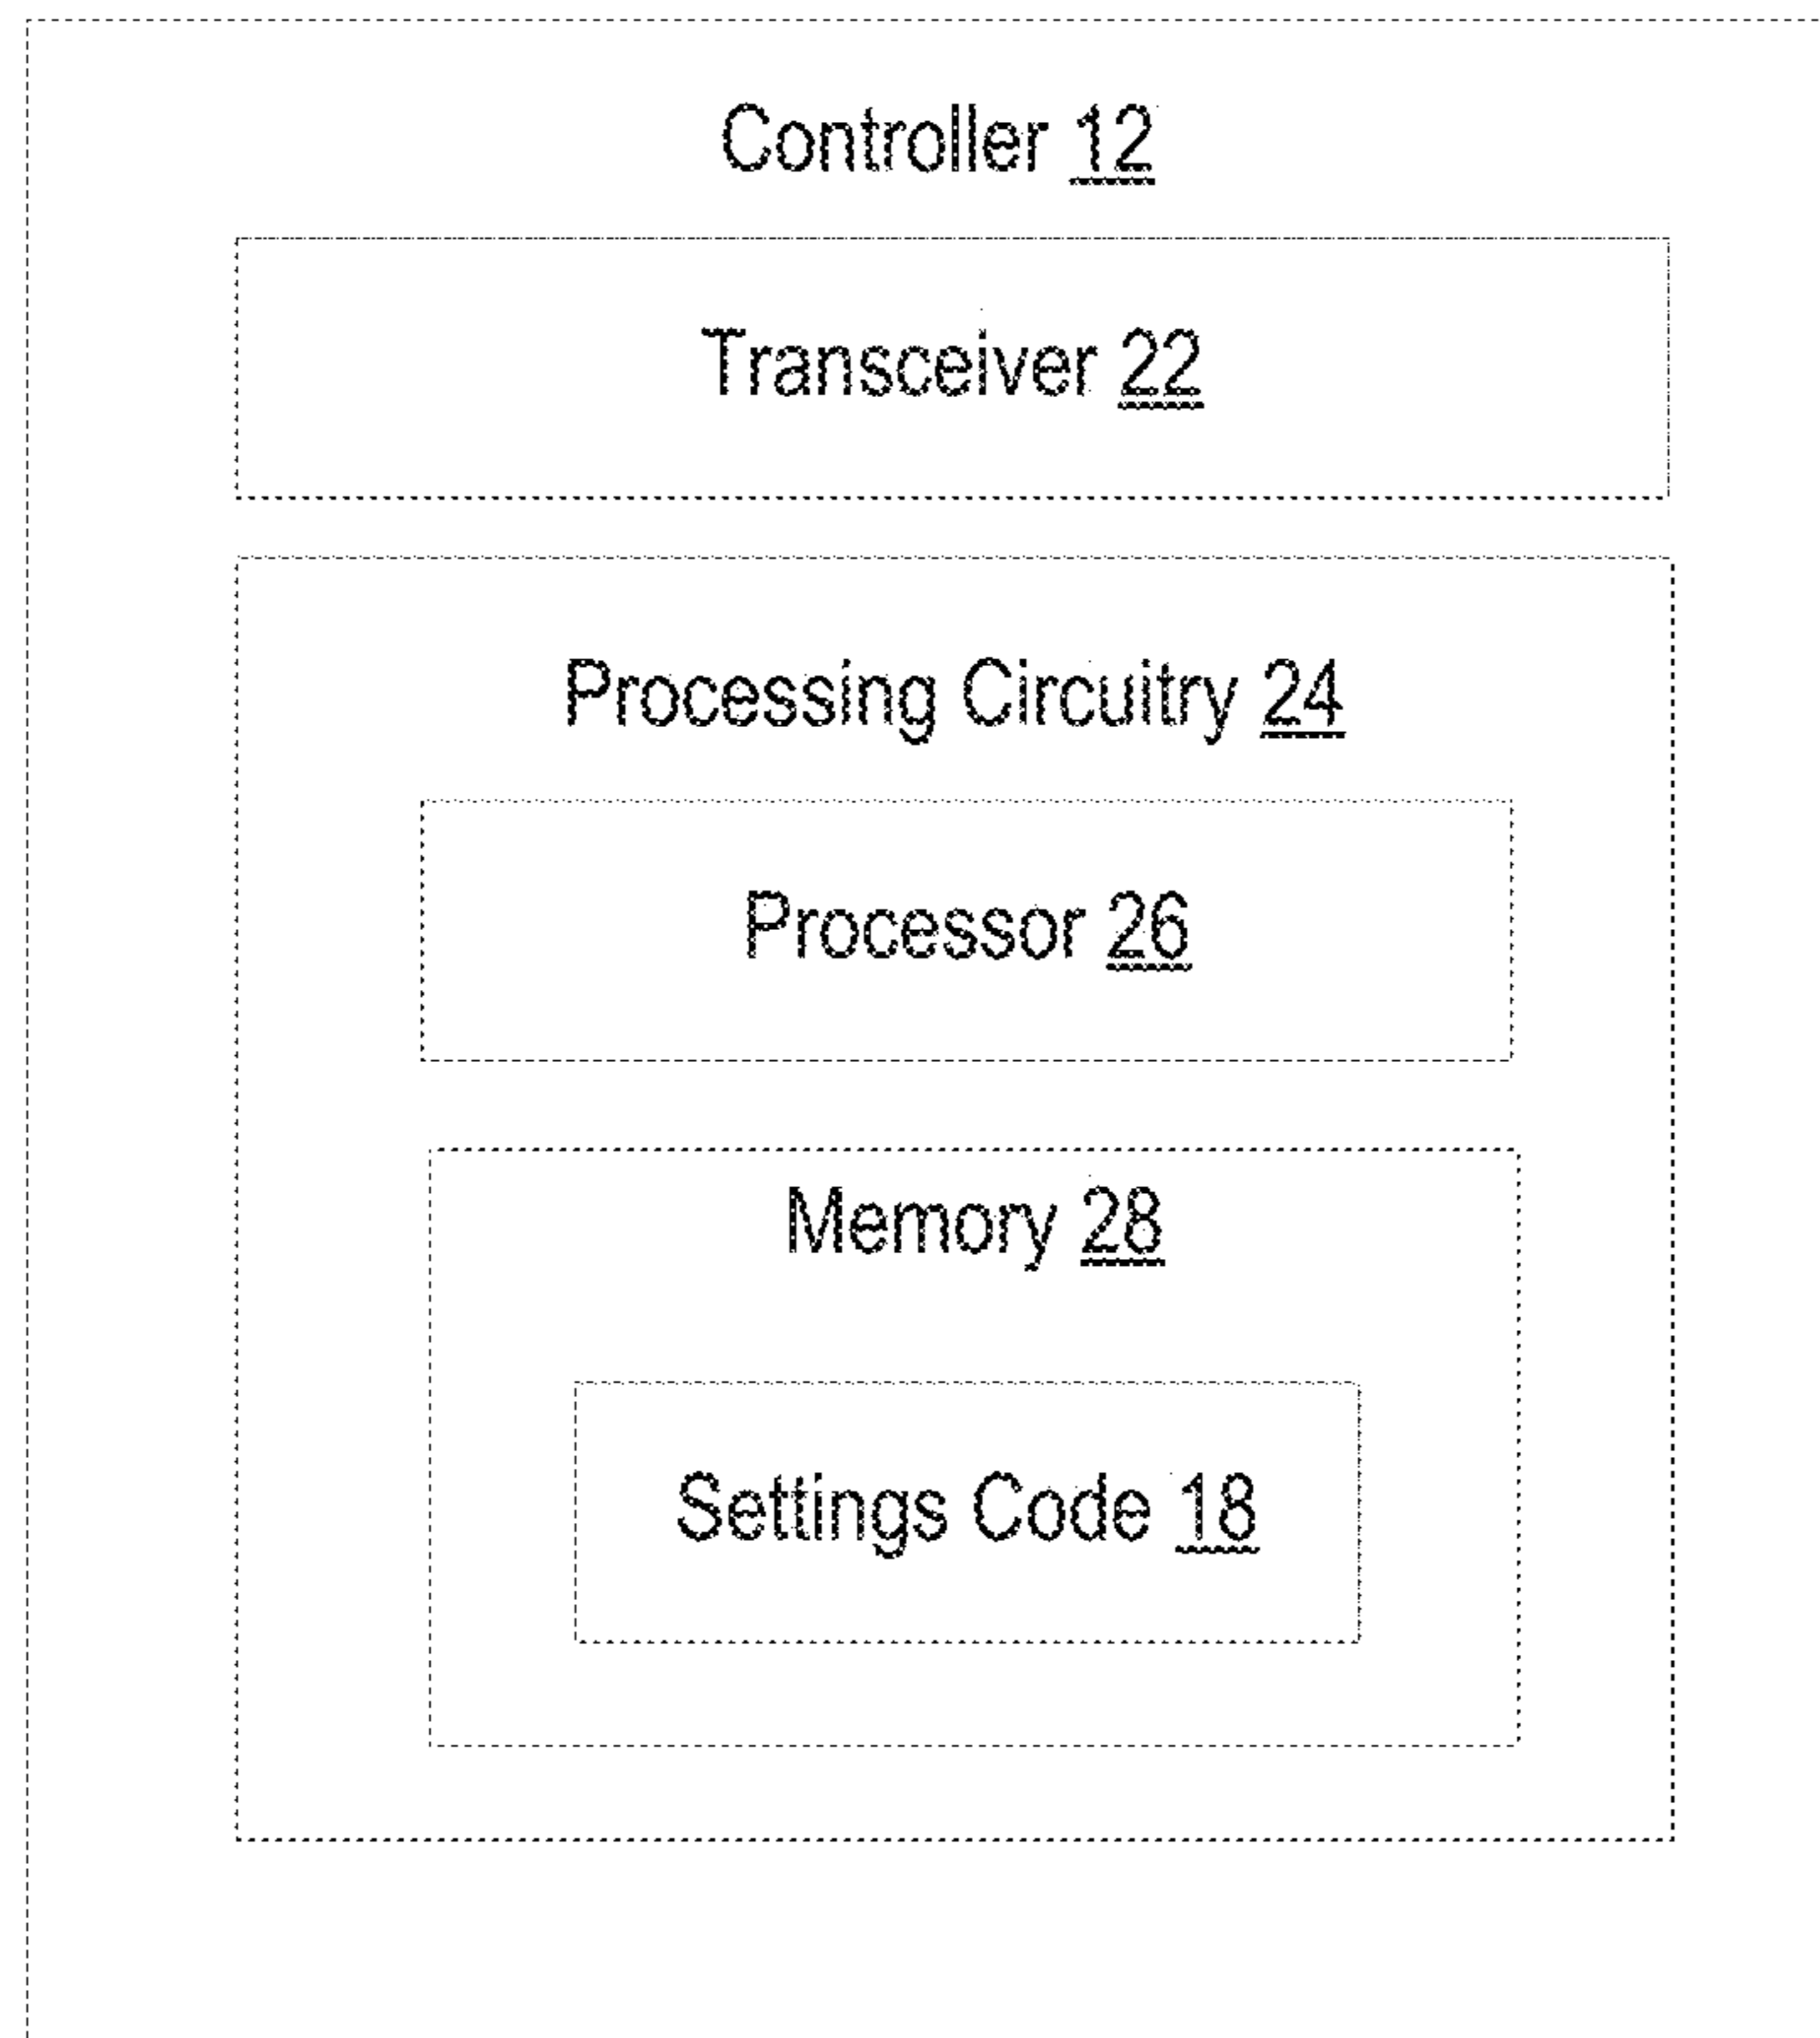 Controller 12
Transceiver 22
Processing Circuitry 24
Processor 26
Memory 28
Settings Code 18